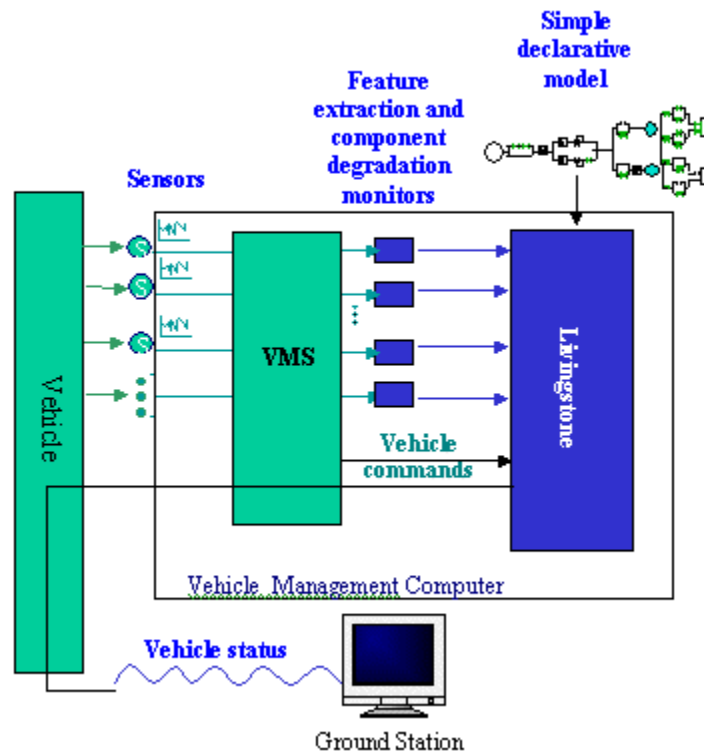 Simple
declarative
model
Feature
extraction and
component
degradation
monitors
Sensors
S
S
S
VMS
Vehicle
Livingstone
Vehicle
commands
Vehicle Management Computer
Vehicle status
Ground Station